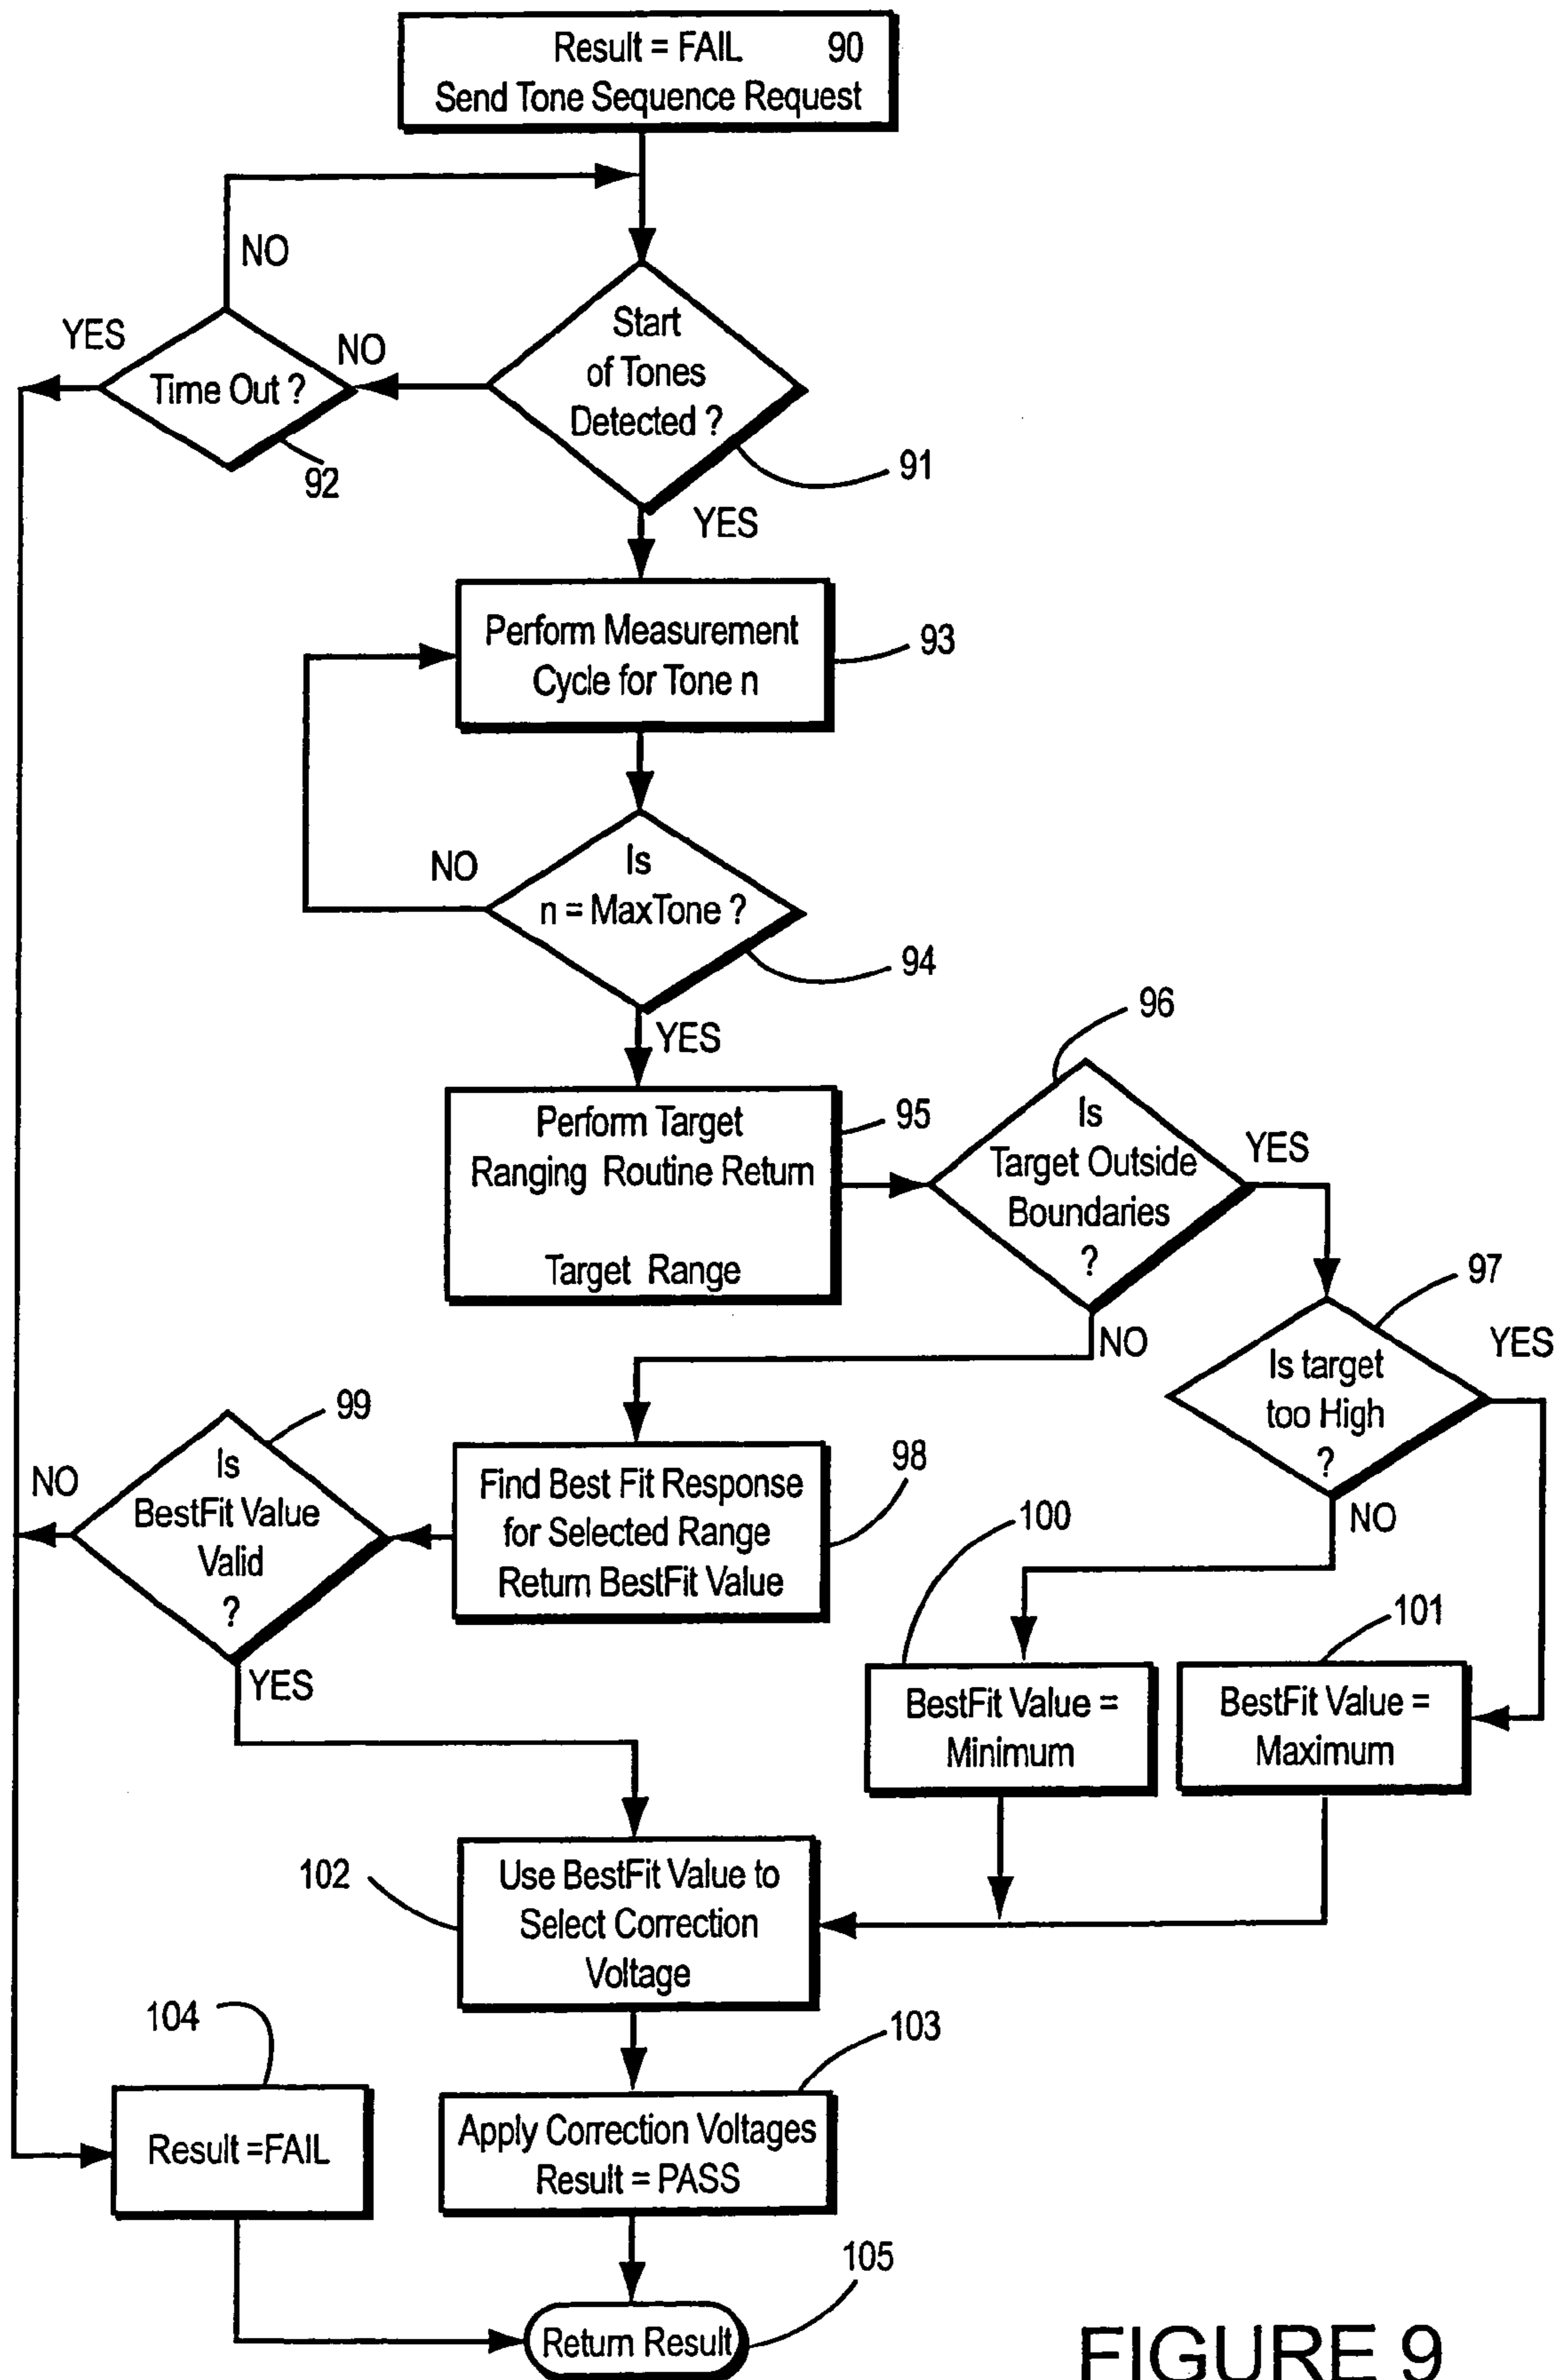 Result = FAIL 90
Send Tone Sequence Request
NO
YES
Time Out ?
NO
92
Start
of Tones
Detected ?
91
YES
Perform Measurement
Cycle for Tone n
93
NO
Is
n = MaxTone ?
94
YES
Perform Target
Ranging Routine Return
Target Range
95
96
Is
Target Outside
Boundaries
?
YES
NO
97
Is target
too High
?
YES
NO
99
Is
BestFit Value
Valid
?
NO
YES
Find Best Fit Response
for Selected Range
Return BestFit Value
98
100
BestFit Value =
Minimum
101
BestFit Value =
Maximum
102
Use BestFit Value to
Select Correction
Voltage
104
Result =FAIL
103
Apply Correction Voltages
Result = PASS
105
Return Result
FIGURE 9